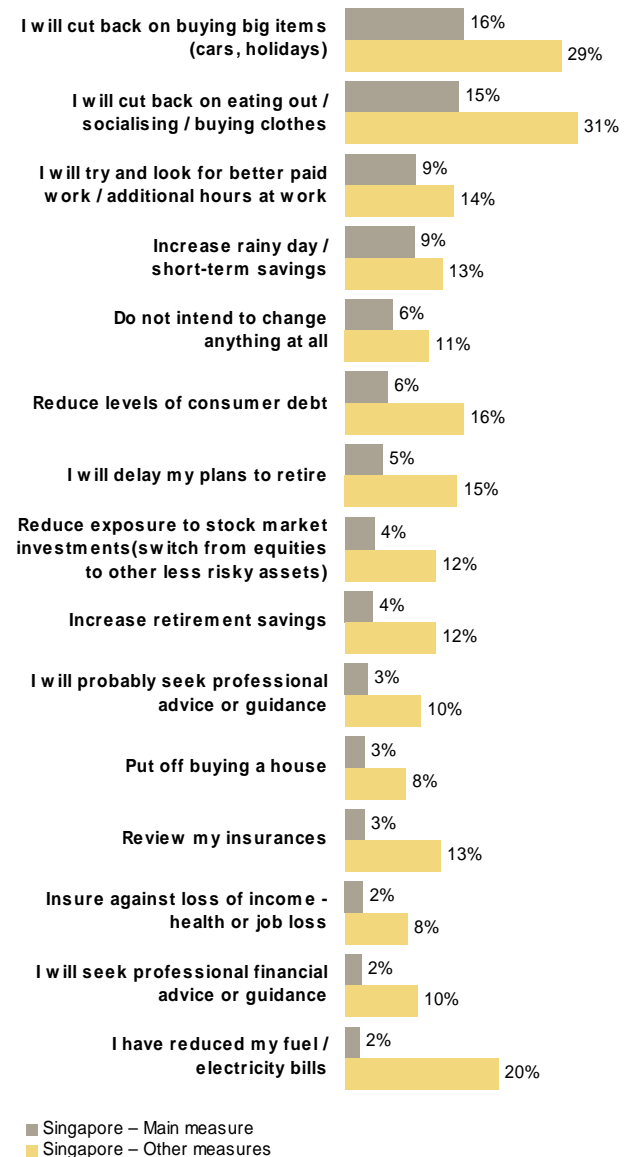 I will cut back on buying big items
(cars, holidays)
16%
29%
I will cut back on eating out /
socialising / buying clothes
15%
31%
I will try and look for better paid
work / additional hours at work
9%
14%
Increase rainy day /
short-term savings
9%
13%
Do not intend to change
anything at all
6%
11%
Reduce levels of consumer debt
6%
16%
I will delay my plans to retire
5%
15%
Reduce exposure to stock market
investments(switch from equities
to other less risky assets)
4%
12%
Increase retirement savings
4%
12%
I will probably seek professional
advice or guidance
3%
10%
Put off buying a house
3%
8%
Review my insurances
3%
13%
Insure against loss of income -
health or job loss
2%
8%
I will seek professional financial
advice or guidance
2%
10%
I have reduced my fuel /
electricity bills
2%
20%
Singapore – Main measure
Singapore – Other measures